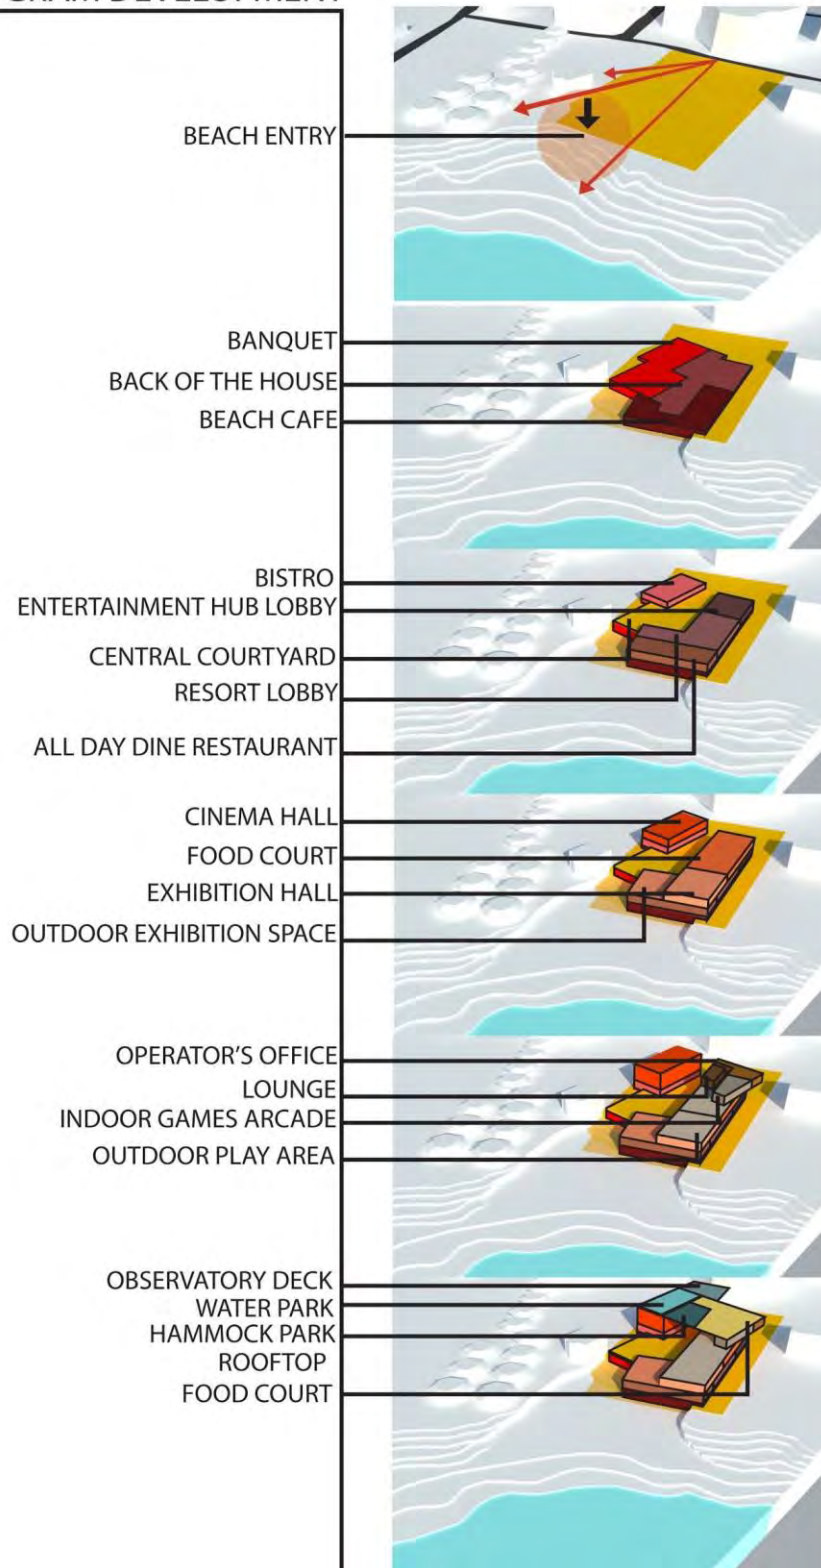 DEVELOPMENT
BEACH ENTRY
BANQUET
BACK OF THE HOUSE
BEACH CAFE
BISTRO
ENTERTAINMENT HUB LOBBY
CENTRAL COURTYARD
RESORT LOBBY
ALL DAY DINE RESTAURANT
CINEMA HALL
FOOD COURT
EXHIBITION HALL
OUTDOOR EXHIBITION SPACE
OPERATOR'S OFFICE
LOUNGE
INDOOR GAMES ARCADE
OUTDOOR PLAY AREA
OBSERVATORY DECK
WATER PARK
HAMMOCK PARK
ROOFTOP
FOOD COURT